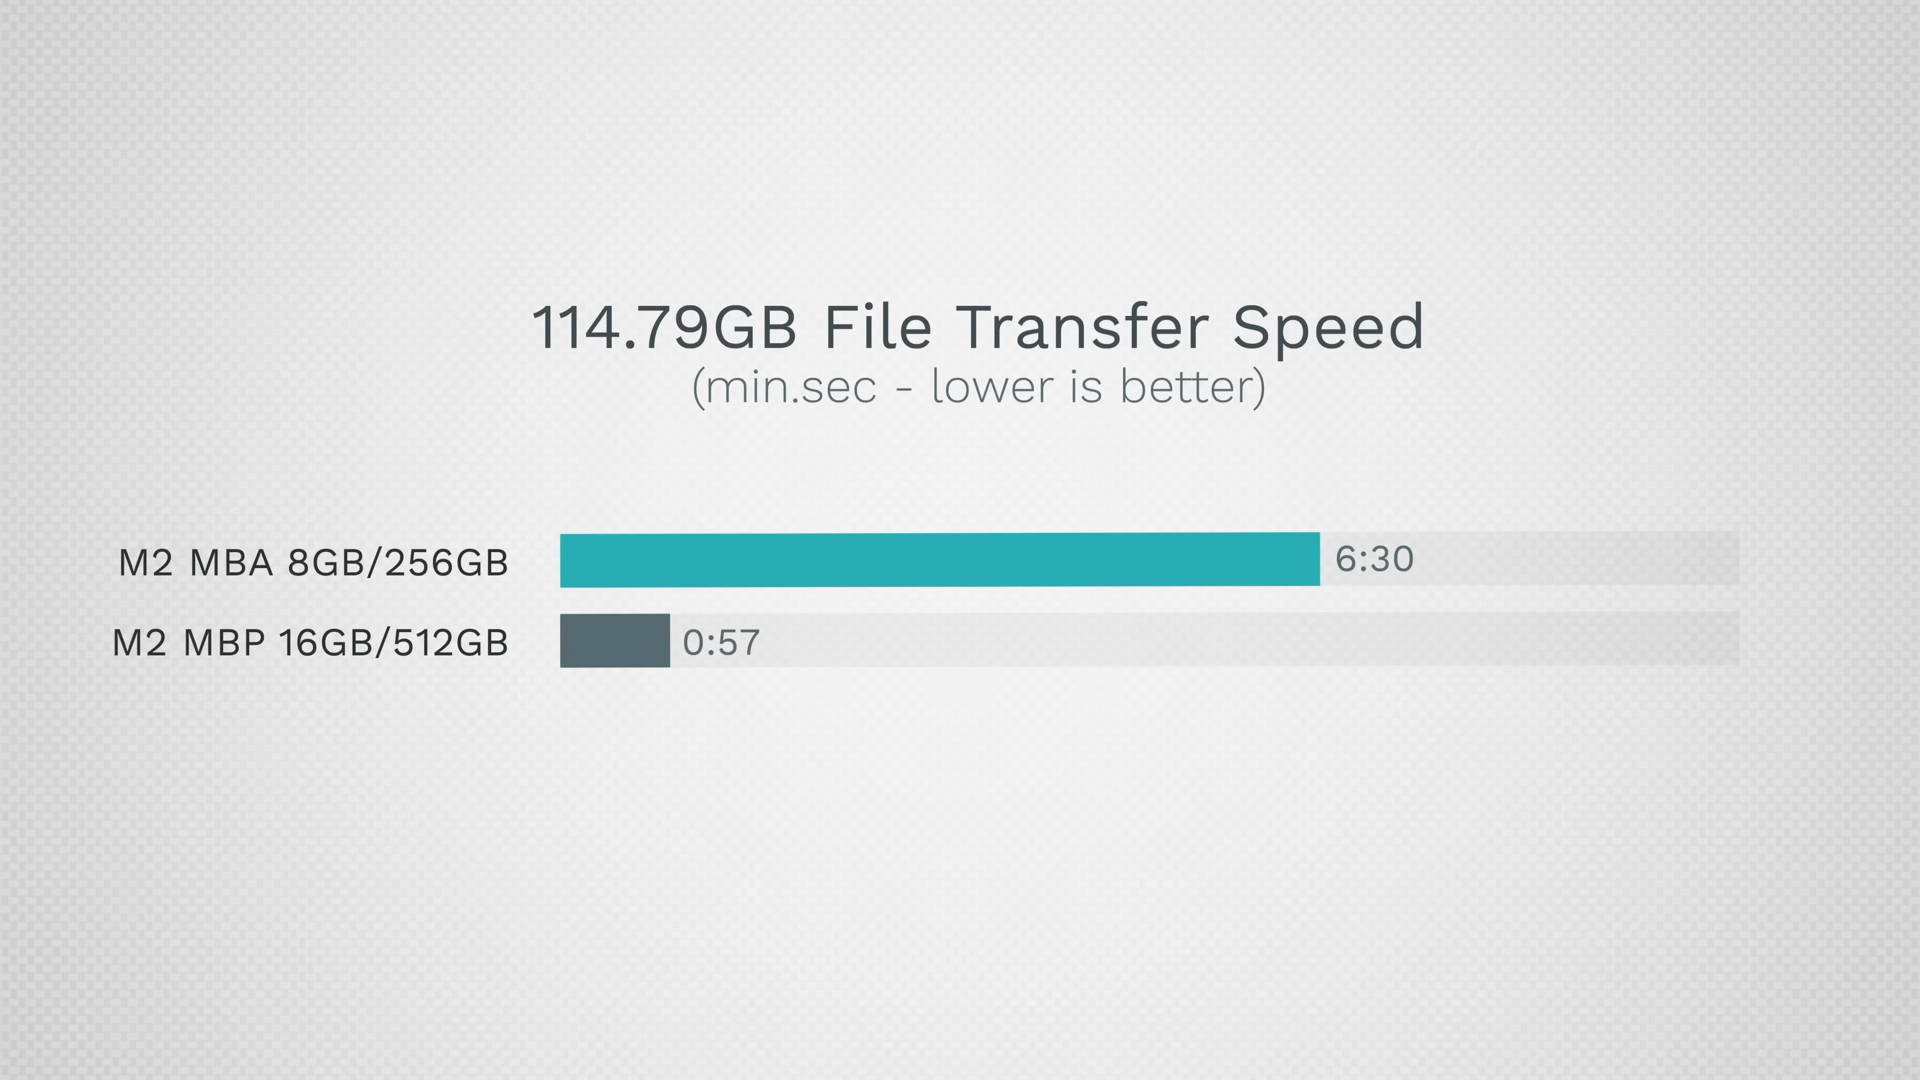 114.79GB File Transfer Speed
(min.sec - lower is better)
M2 MBA 8GB/256GB 6:30
M2 MBP 16GB/512GB 0:57